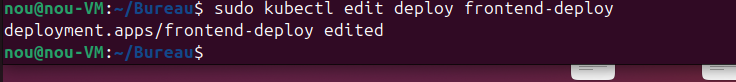 nou@nou-VM:~/Bureau$ sudo kubectl edit deploy frontend-deploy
deployment.apps/frontend-deploy edited
nou@nou-VM:~/Bureau$